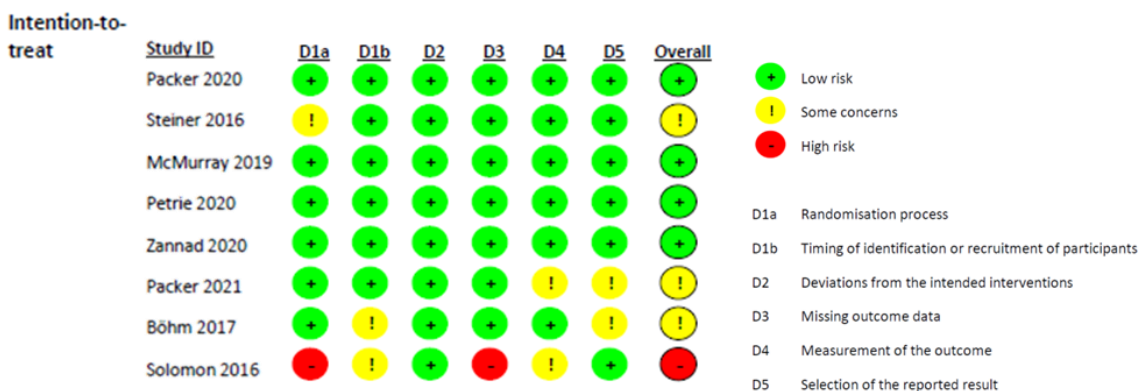 Intention-to-
treat
Study ID D1a D1b D2 D3 D4 D5 Overall
Packer 2020 + + + + + + +
Steiner 2016 ! + + + + + !
McMurray 2019 + + + + + + +
Petrie 2020 + + + + + + +
Zannad 2020 + + + + + + +
Packer 2021 + + + + ! ! !
Böhm 2017 + ! + + + ! !
Solomon 2016 - ! + - ! + -
+ Low risk
! Some concerns
- High risk
D1a Randomisation process
D1b Timing of identification or recruitment of participants
D2 Deviations from the intended interventions
D3 Missing outcome data
D4 Measurement of the outcome
D5 Selection of the reported result